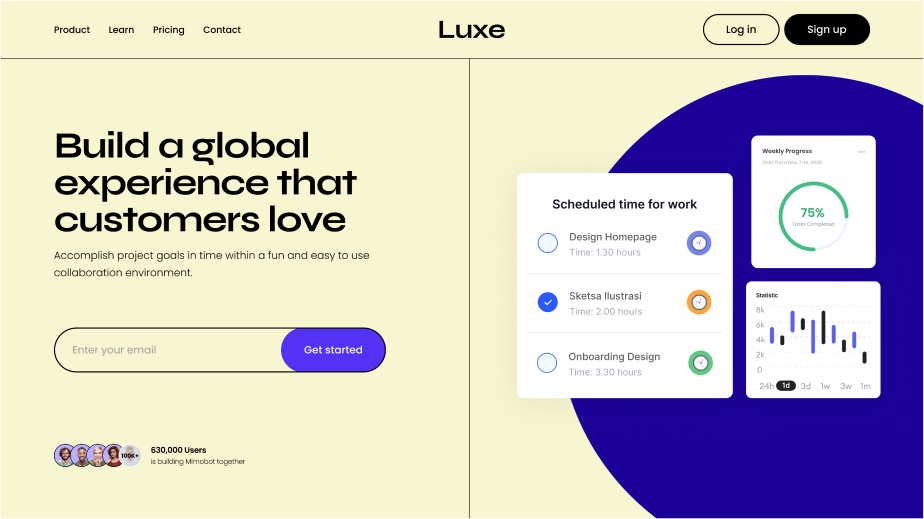 Product Learn Pricing Contact
Luxe
Log in
Sign up
Build a global
experience that
customers love
Accomplish project goals in time within a fun and easy to use
collaboration environment.
Enter your email
Get started
100K+
630,000 Users
is building Mimobot together
Scheduled time for work
Design Homepage
Time: 1.30 hours
Sketsa Ilustrasi
Time: 2.00 hours
Onboarding Design
Time: 3.30 hours
Weekly Progress
Start from Nov 7-14, 2020
75%
Tasks Completed
Statistic
8k
6k
4k
2k
0
24h 1d 3d 1w 3w 1m